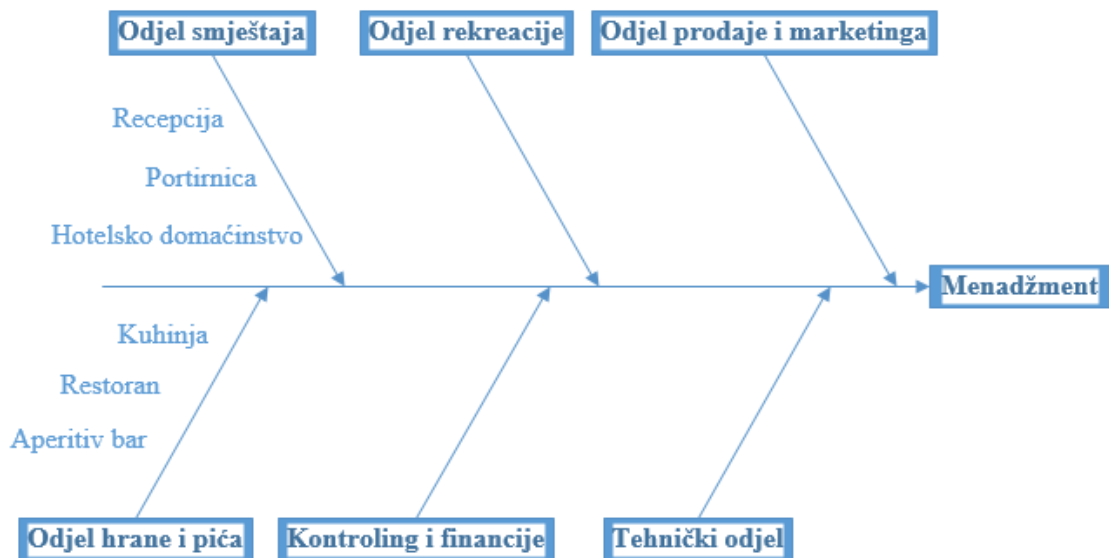 Odjel smještaja
Odjel rekreacije
Odjel prodaje i marketinga
Recepcija
Portirnica
Hotelsko domaćinstvo
Menadžment
Kuhinja
Restoran
Aperitiv bar
Odjel hrane i pića
Kontroling i financije
Tehnički odjel